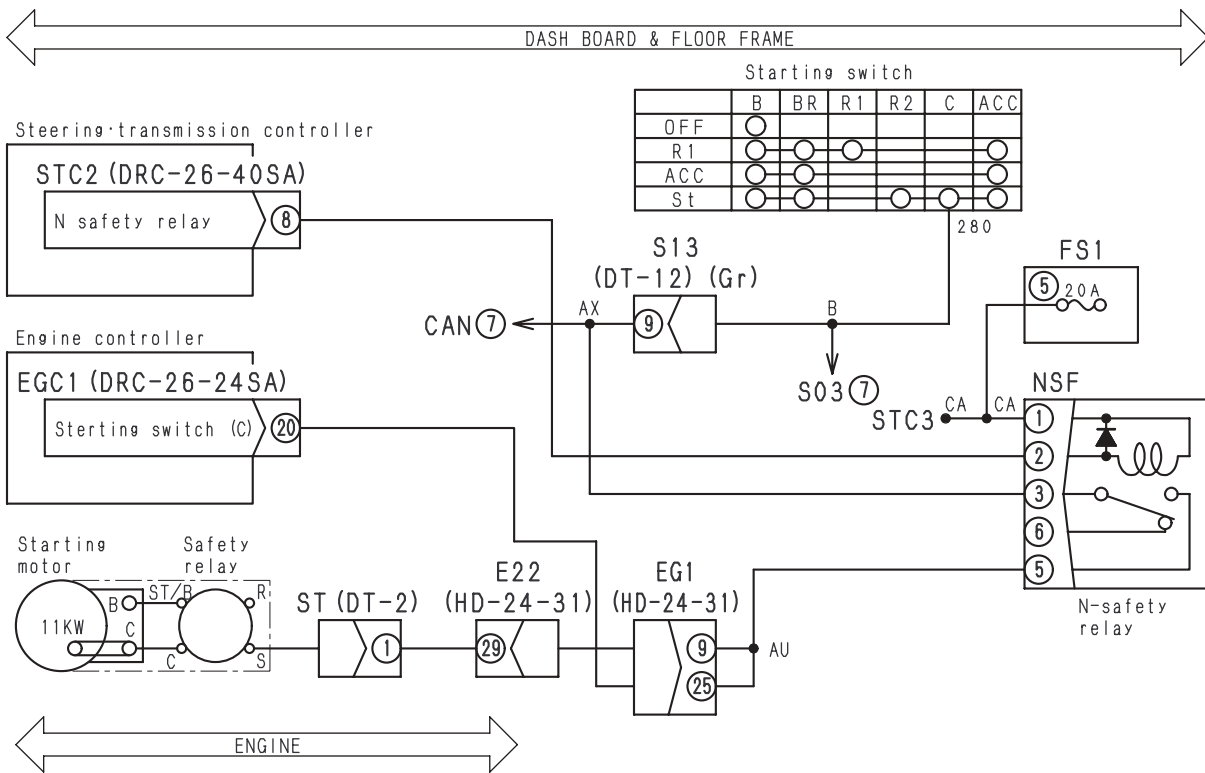 DASH BOARD & FLOOR FRAME
Starting switch
B BR R1 R2 C ACC
OFF
R1
ACC
St
280
Steering·transmission controller
STC2 (DRC-26-40SA)
N safety relay 8
S13
(DT-12) (Gr)
FS1
5 20A
CAN 7 AX 9 B
S03 7
Engine controller
EGC1 (DRC-26-24SA)
Sterting switch (C) 20
NSF
STC3 CA CA 1
2
3
6
5
N-safety
relay
Starting
motor
Safety
relay
11KW
B ST/B R
C C S
ST (DT-2)
1
E22
(HD-24-31)
29
EG1
(HD-24-31)
9 AU
25
ENGINE